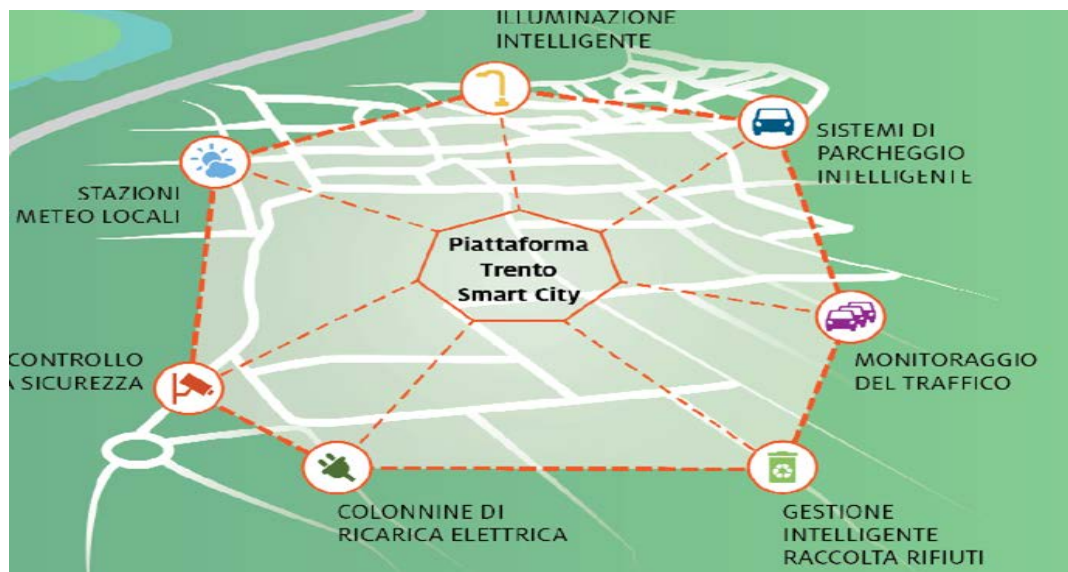 ILLUMINAZIONE
INTELLIGENTE
SISTEMI DI
PARCHEGGIO
INTELLIGENTE
STAZIONI
METEO LOCALI
Piattaforma
Trento
Smart City
CONTROLLO
A SICUREZZA
MONITORAGGIO
DEL TRAFFICO
COLONNINE DI
RICARICA ELETTRICA
GESTIONE
INTELLIGENTE
RACCOLTA RIFIUTI